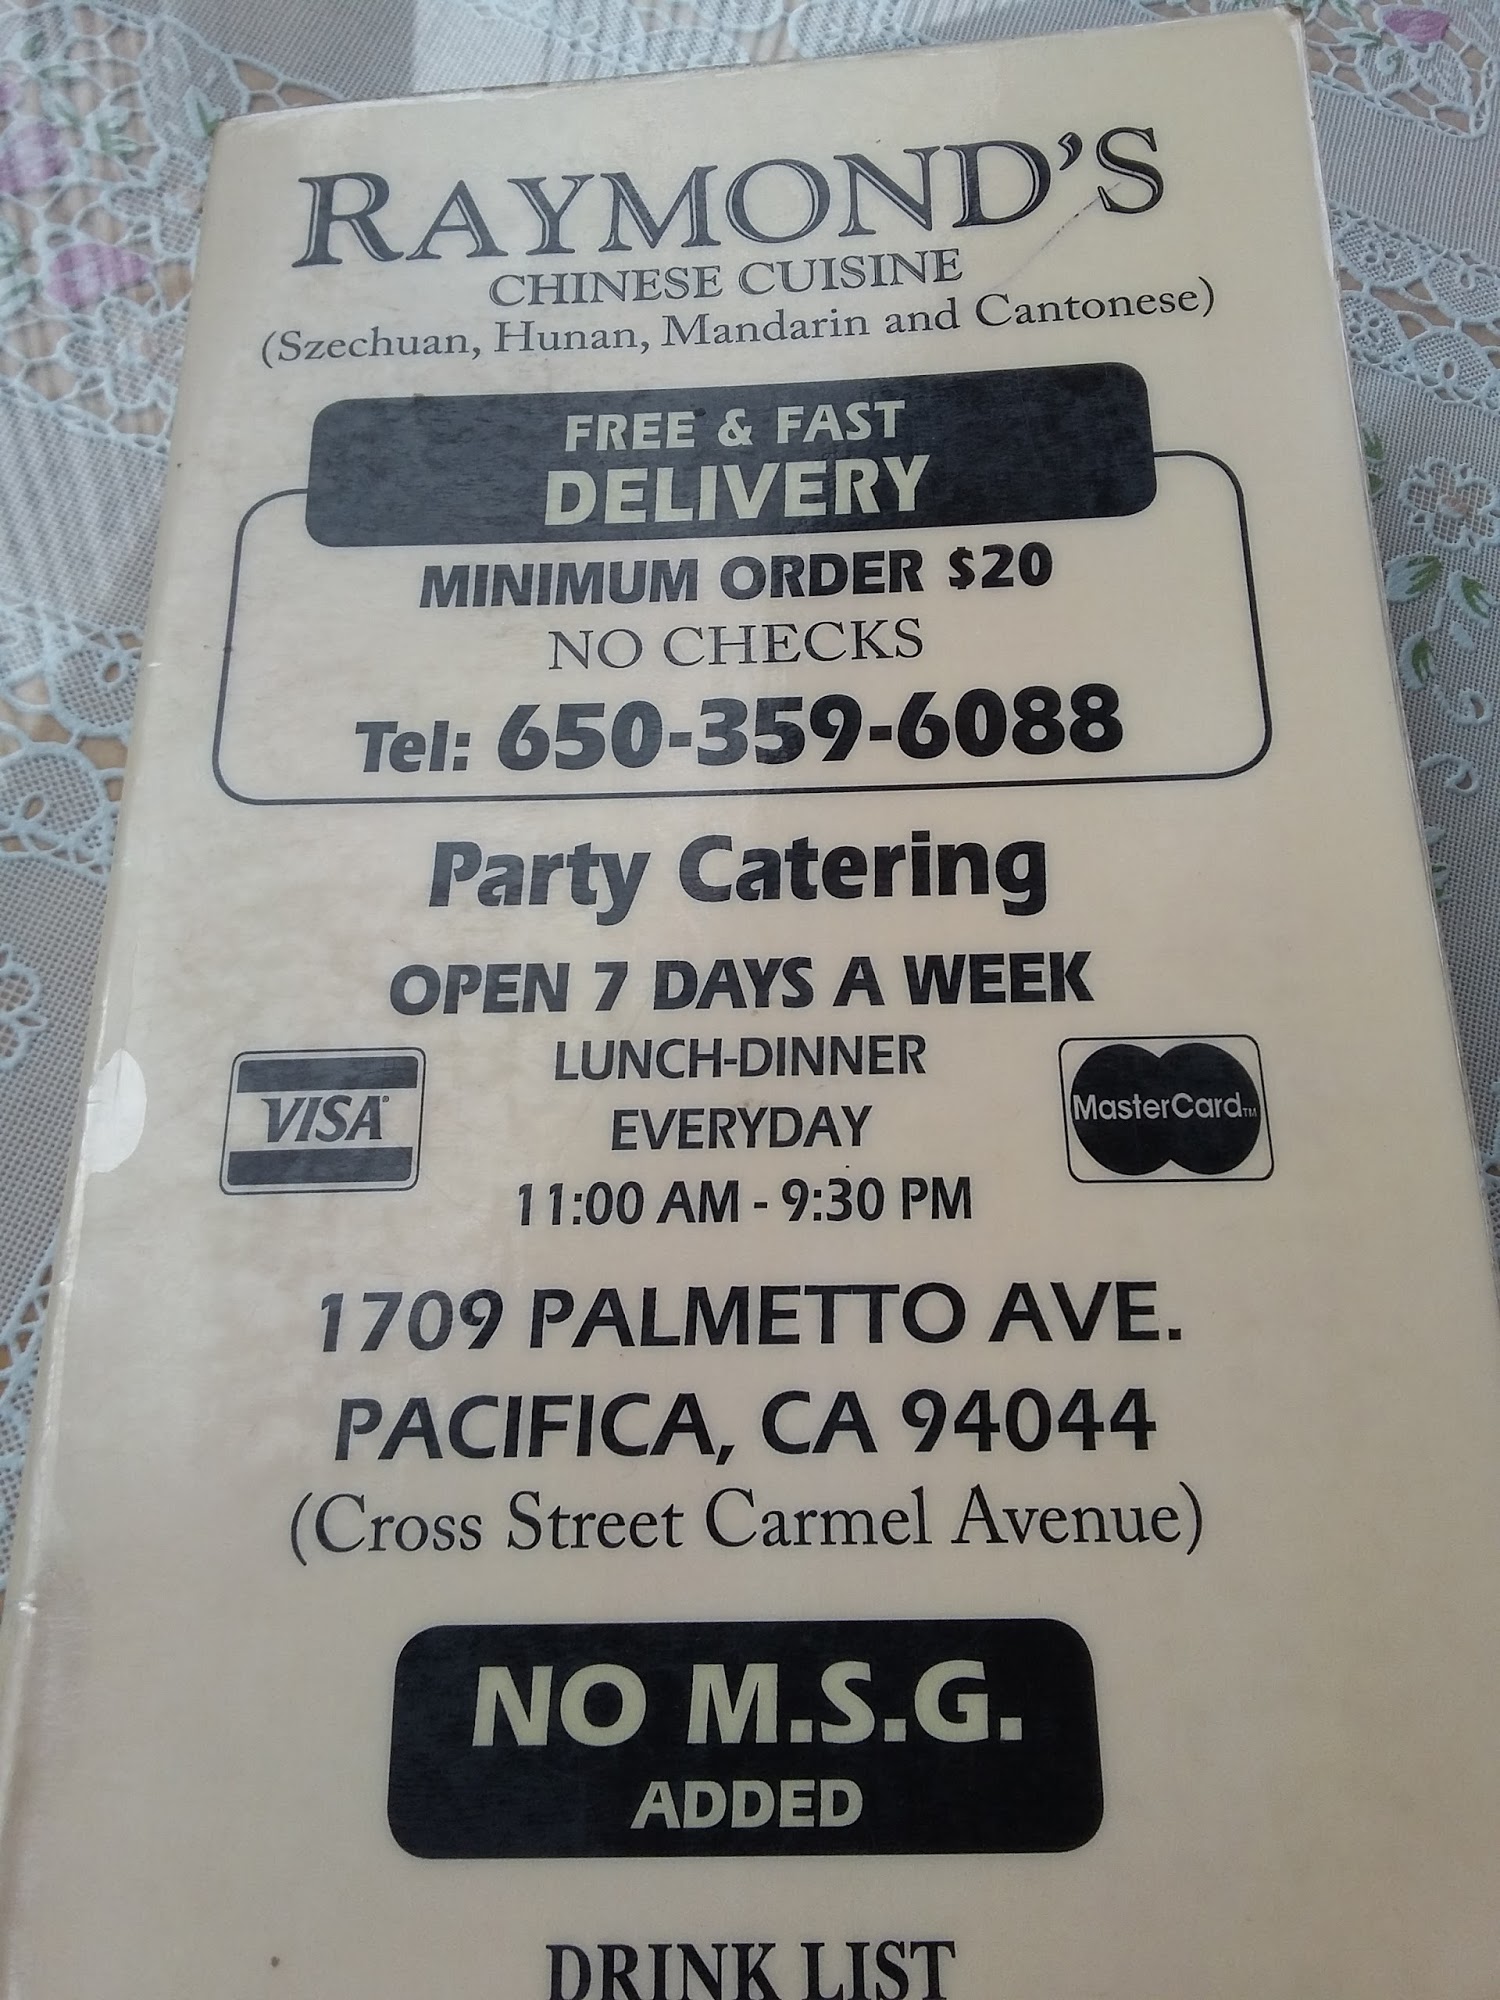 RAYMOND'S
CHINESE CUISINE
(Szechuan, Hunan, Mandarin and Cantonese)
FREE & FAST
DELIVERY
MINIMUM ORDER $20
NO CHECKS
Tel: 650-359-6088
Party Catering
OPEN 7 DAYS A WEEK
LUNCH-DINNER
EVERYDAY
11:00 AM - 9:30 PM
VISA®
MasterCard™
1709 PALMETTO AVE.
PACIFICA, CA 94044
(Cross Street Carmel Avenue)
NO M.S.G.
ADDED
DRINK LIST